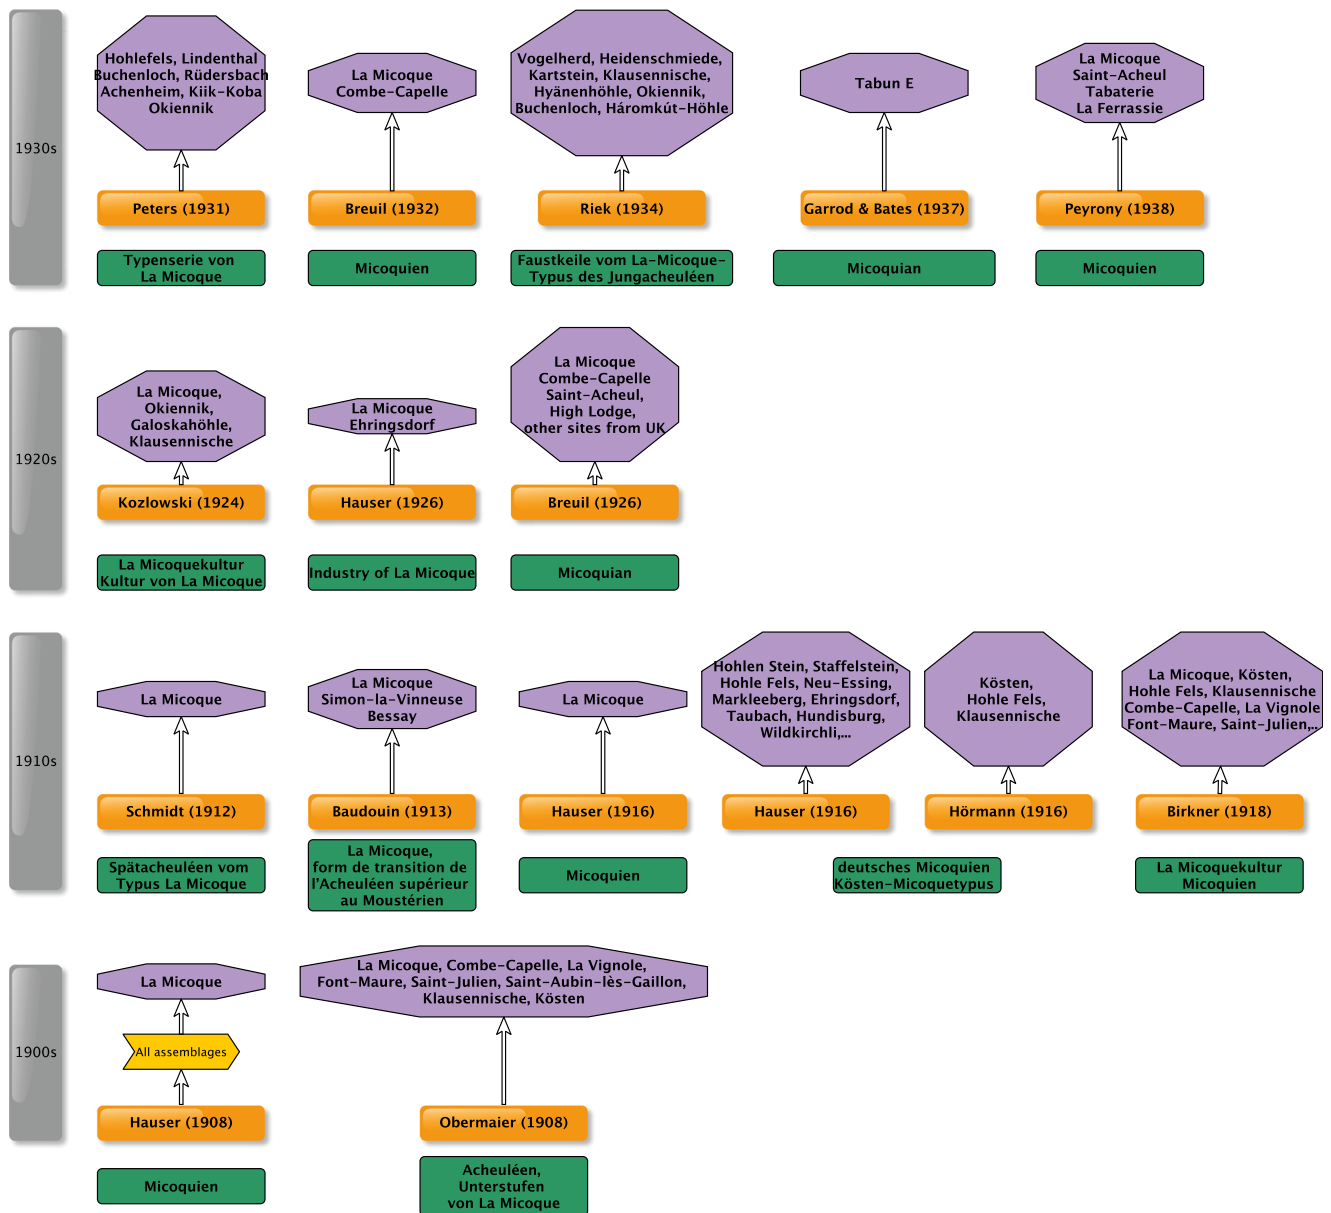 1930s
Hohlefels, Lindenthal
Buchenloch, Rüdersbach
Achenheim, Kiik-Koba
Okiennik
La Micoque
Combe-Capelle
Vogelherd, Heidenschmiede,
Kartstein, Klausennische,
Hyänenhöhle, Okiennik,
Buchenloch, Háromkút-Höhle
Tabun E
La Micoque
Saint-Acheul
Tabaterie
La Ferrassie
Peters (1931)
Breuil (1932)
Riek (1934)
Garrod & Bates (1937)
Peyrony (1938)
Typenserie von
La Micoque
Micoquien
Faustkeile vom La-Micoque-
Typus des Jungacheuléen
Micoquian
Micoquien
1920s
La Micoque,
Okiennik,
Galoskahöhle,
Klausennische
La Micoque
Ehringsdorf
La Micoque
Combe-Capelle
Saint-Acheul,
High Lodge,
other sites from UK
Kozlowski (1924)
Hauser (1926)
Breuil (1926)
La Micoquekultur
Kultur von La Micoque
Industry of La Micoque
Micoquian
1910s
La Micoque
La Micoque
Simon-la-Vinneuse
Bessay
La Micoque
Hohlen Stein, Staffelstein,
Hohle Fels, Neu-Essing,
Markleeberg, Ehringsdorf,
Taubach, Hundisburg,
Wildkirchli,...
Kösten,
Hohle Fels,
Klausennische
La Micoque, Kösten,
Hohle Fels, Klausennische
Combe-Capelle, La Vignole
Font-Maure, Saint-Julien,..
Schmidt (1912)
Baudouin (1913)
Hauser (1916)
Hauser (1916)
Hörmann (1916)
Birkner (1918)
Spätacheuléen vom
Typus La Micoque
La Micoque,
form de transition de
l'Acheuléen supérieur
au Moustérien
Micoquien
deutsches Micoquien
Kösten-Micoquetypus
La Micoquekultur
Micoquien
1900s
La Micoque
La Micoque, Combe-Capelle, La Vignole,
Font-Maure, Saint-Julien, Saint-Aubin-lès-Gaillon,
Klausennische, Kösten
All assemblages
Hauser (1908)
Obermaier (1908)
Micoquien
Acheuléen,
Unterstufen
von La Micoque